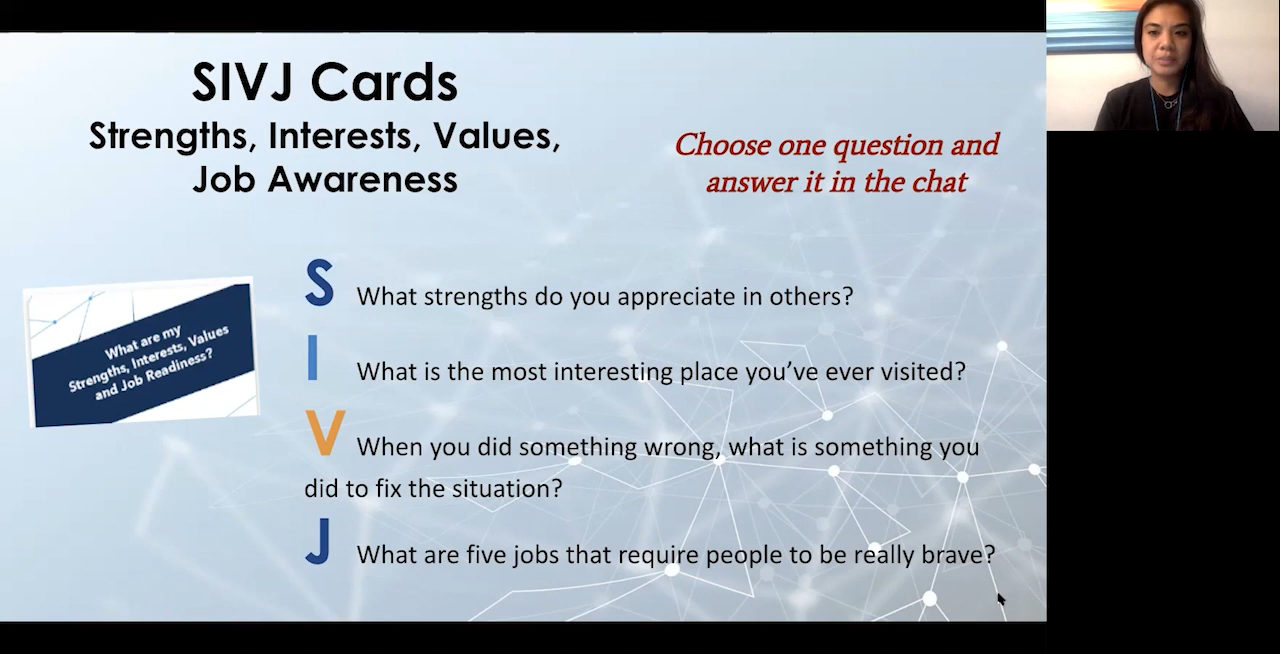 SIVJ Cards
Strengths, Interests, Values,
Job Awareness
Choose one question and
answer it in the chat
What are my
Strengths, Interests, Values
and Job Readiness?
S What strengths do you appreciate in others?
I What is the most interesting place you've ever visited?
V When you did something wrong, what is something you
did to fix the situation?
J What are five jobs that require people to be really brave?